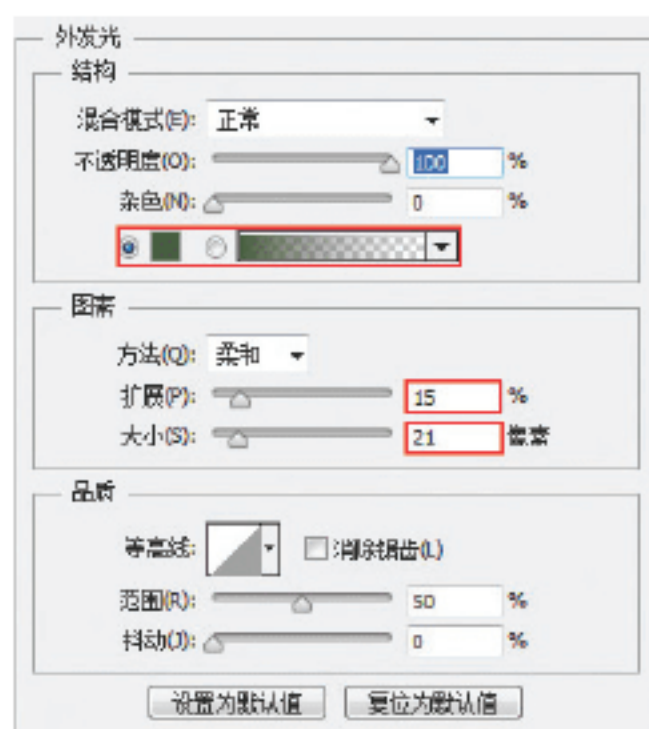 外发光
结构
混合模式(E): 正常
不透明度(O): 100 %
杂色(N): 0 %
图素
方法(Q): 柔和
扩展(P): 15 %
大小(S): 21 像素
品质
等高线: 消除锯齿(L)
范围(R): 50 %
抖动(J): 0 %
设置为默认值 复位为默认值